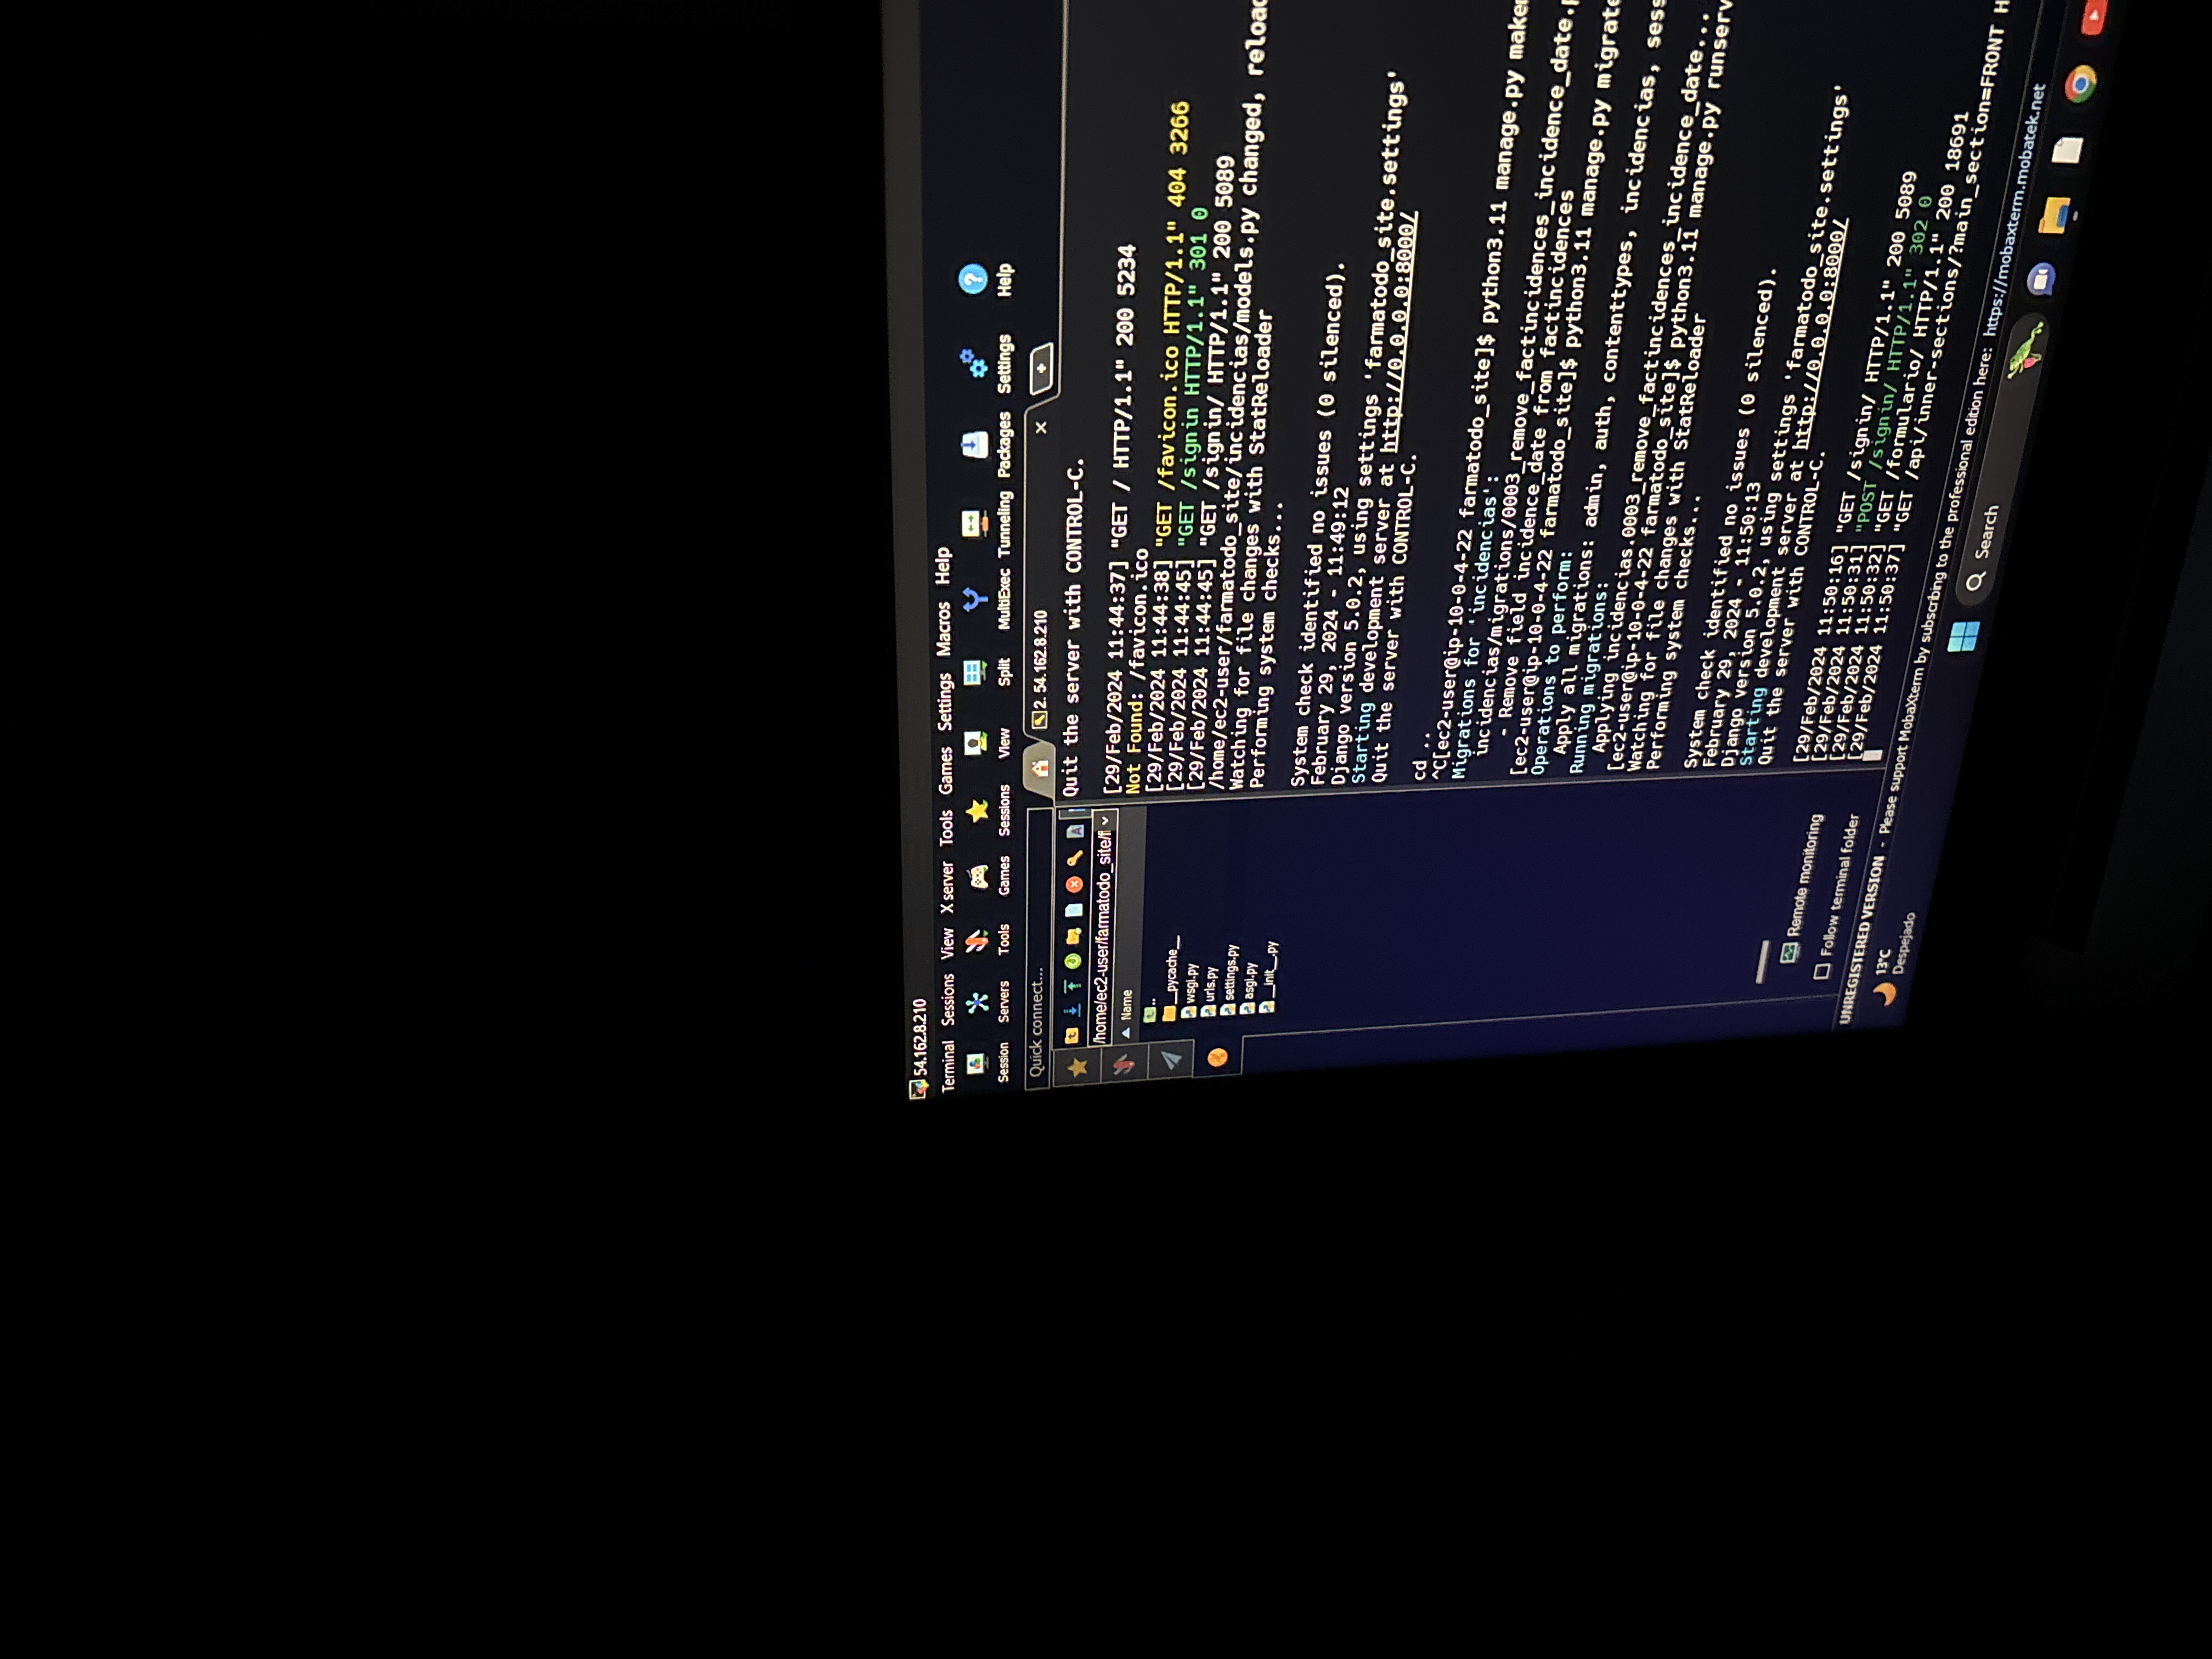 54.162.8.210
Terminal Sessions View X server Tools Games Settings Macros Help
Session Servers Tools Games Sessions View Split MultiExec Tunneling Packages Settings Help
Quick connect...
2. 54.162.8.210
/home/ec2-user/farmatodo_site/f
Name
..
__pycache__
wsgi.py
urls.py
settings.py
asgi.py
__init__.py
Remote monitoring
Follow terminal folder
Quit the server with CONTROL-C.
[29/Feb/2024 11:44:37] "GET / HTTP/1.1" 200 5234
Not Found: /favicon.ico
[29/Feb/2024 11:44:38] "GET /favicon.ico HTTP/1.1" 404 3266
[29/Feb/2024 11:44:45] "GET /signin HTTP/1.1" 301 0
[29/Feb/2024 11:44:45] "GET /signin/ HTTP/1.1" 200 5089
/home/ec2-user/farmatodo_site/incidencias/models.py changed, reloa
Watching for file changes with StatReloader
Performing system checks...
System check identified no issues (0 silenced).
February 29, 2024 - 11:49:12
Django version 5.0.2, using settings 'farmatodo_site.settings'
Starting development server at http://0.0.0.0:8000/
Quit the server with CONTROL-C.
cd ..
^C[ec2-user@ip-10-0-4-22 farmatodo_site]$ python3.11 manage.py make
Migrations for 'incidencias':
incidencias/migrations/0003_remove_factincidences_incidence_date.p
- Remove field incidence_date from factincidences
[ec2-user@ip-10-0-4-22 farmatodo_site]$ python3.11 manage.py migrate
Operations to perform:
Apply all migrations: admin, auth, contenttypes, incidencias, sess
Running migrations:
Applying incidencias.0003_remove_factincidences_incidence_date...
[ec2-user@ip-10-0-4-22 farmatodo_site]$ python3.11 manage.py runserv
Watching for file changes with StatReloader
Performing system checks...
System check identified no issues (0 silenced).
February 29, 2024 - 11:50:13
Django version 5.0.2, using settings 'farmatodo_site.settings'
Starting development server at http://0.0.0.0:8000/
Quit the server with CONTROL-C.
[29/Feb/2024 11:50:16] "GET /signin/ HTTP/1.1" 200 5089
[29/Feb/2024 11:50:31] "POST /signin/ HTTP/1.1" 302 0
[29/Feb/2024 11:50:32] "GET /formulario/ HTTP/1.1" 200 18691
[29/Feb/2024 11:50:37] "GET /api/inner-sections/?main_section=FRONT H
UNREGISTERED VERSION - Please support MobaXterm by subscribing to the professional edition here: https://mobaxterm.mobatek.net
13°C
Despejado
Search